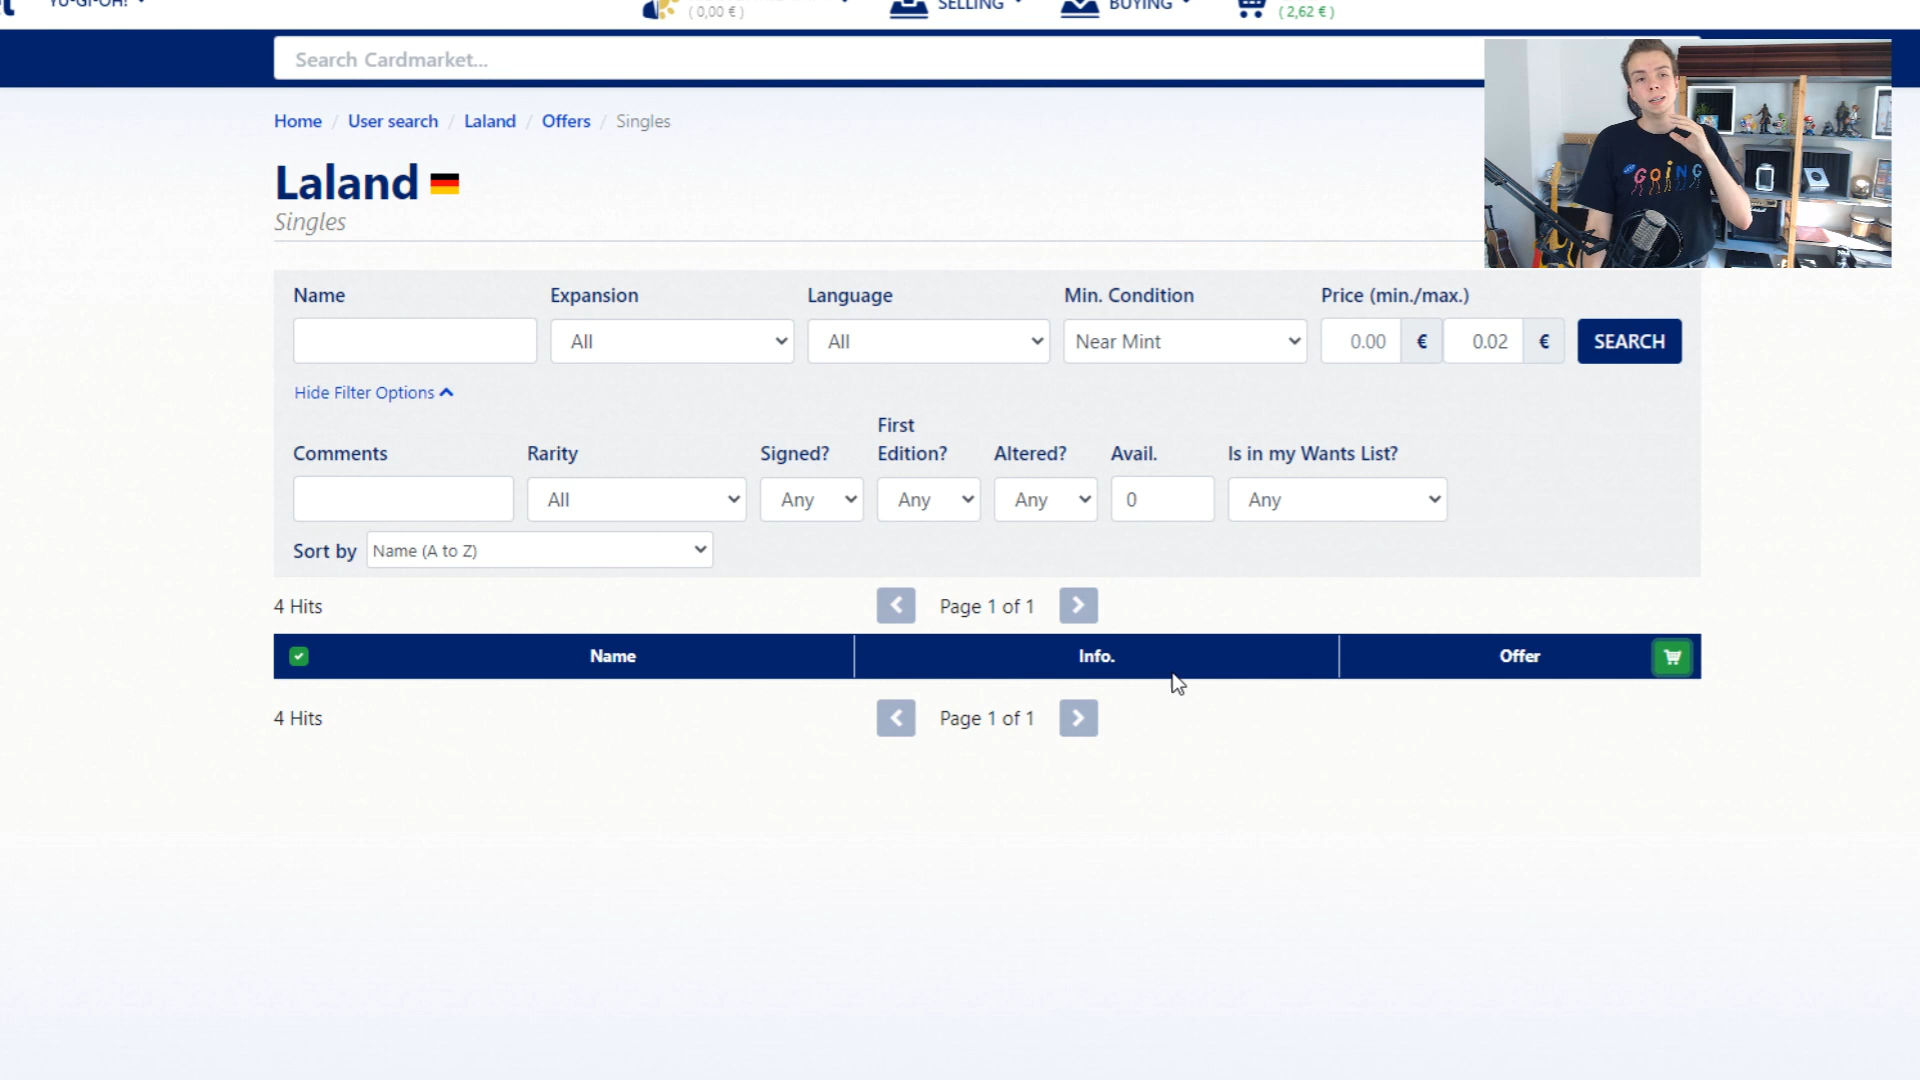 YU-GI-OH!
( 0,00 € )
SELLING
BUYING
( 2,62 € )
Search Cardmarket...
Home / User search / Laland / Offers / Singles
Laland
Singles
GOING
Name
Expansion
Language
Min. Condition
Price (min./max.)
All
All
Near Mint
0.00 €
0.02 €
SEARCH
Hide Filter Options
Comments
Rarity
Signed?
First
Edition?
Altered?
Avail.
Is in my Wants List?
All
Any
Any
Any
0
Any
Sort by
Name (A to Z)
4 Hits
Page 1 of 1
Name
Info.
Offer
4 Hits
Page 1 of 1